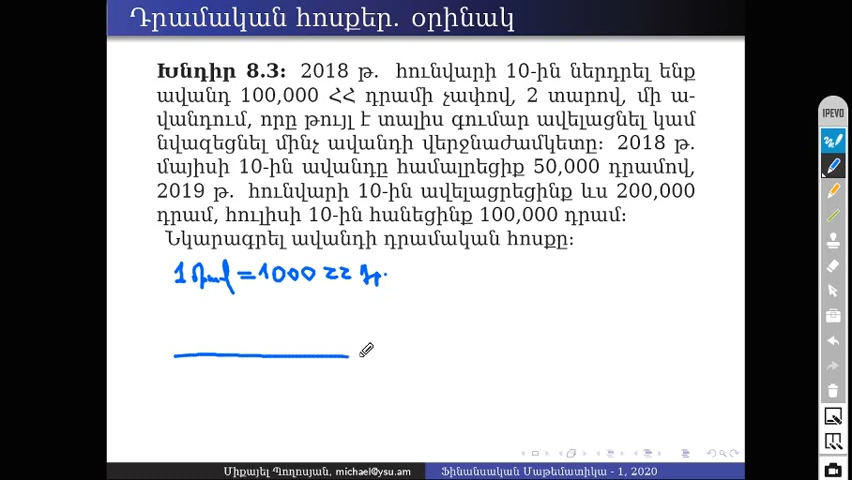 Դրամական հոսքեր. օրինակ
Խնդիր 8.3: 2018 թ. հունվարի 10-ին ներդրել ենք
ավանդ 100,000 ՀՀ դրամի չափով, 2 տարով, մի ա-
վանդում, որը թույլ է տալիս գումար ավելացնել կամ
նվազեցնել մինչ ավանդի վերջնաժամկետը: 2018 թ.
մայիսի 10-ին ավանդը համալրեցիք 50,000 դրամով,
2019 թ. հունվարի 10-ին ավելացրեցինք ևս 200,000
դրամ, հուլիսի 10-ին հանեցինք 100,000 դրամ:
Նկարագրել ավանդի դրամական հոսքը:
= 1000 ՀՀ դր.
IPEVO
Միքայել Պողոսյան, michael@ysu.am
Ֆինանսական Մաթեմատիկա - 1, 2020